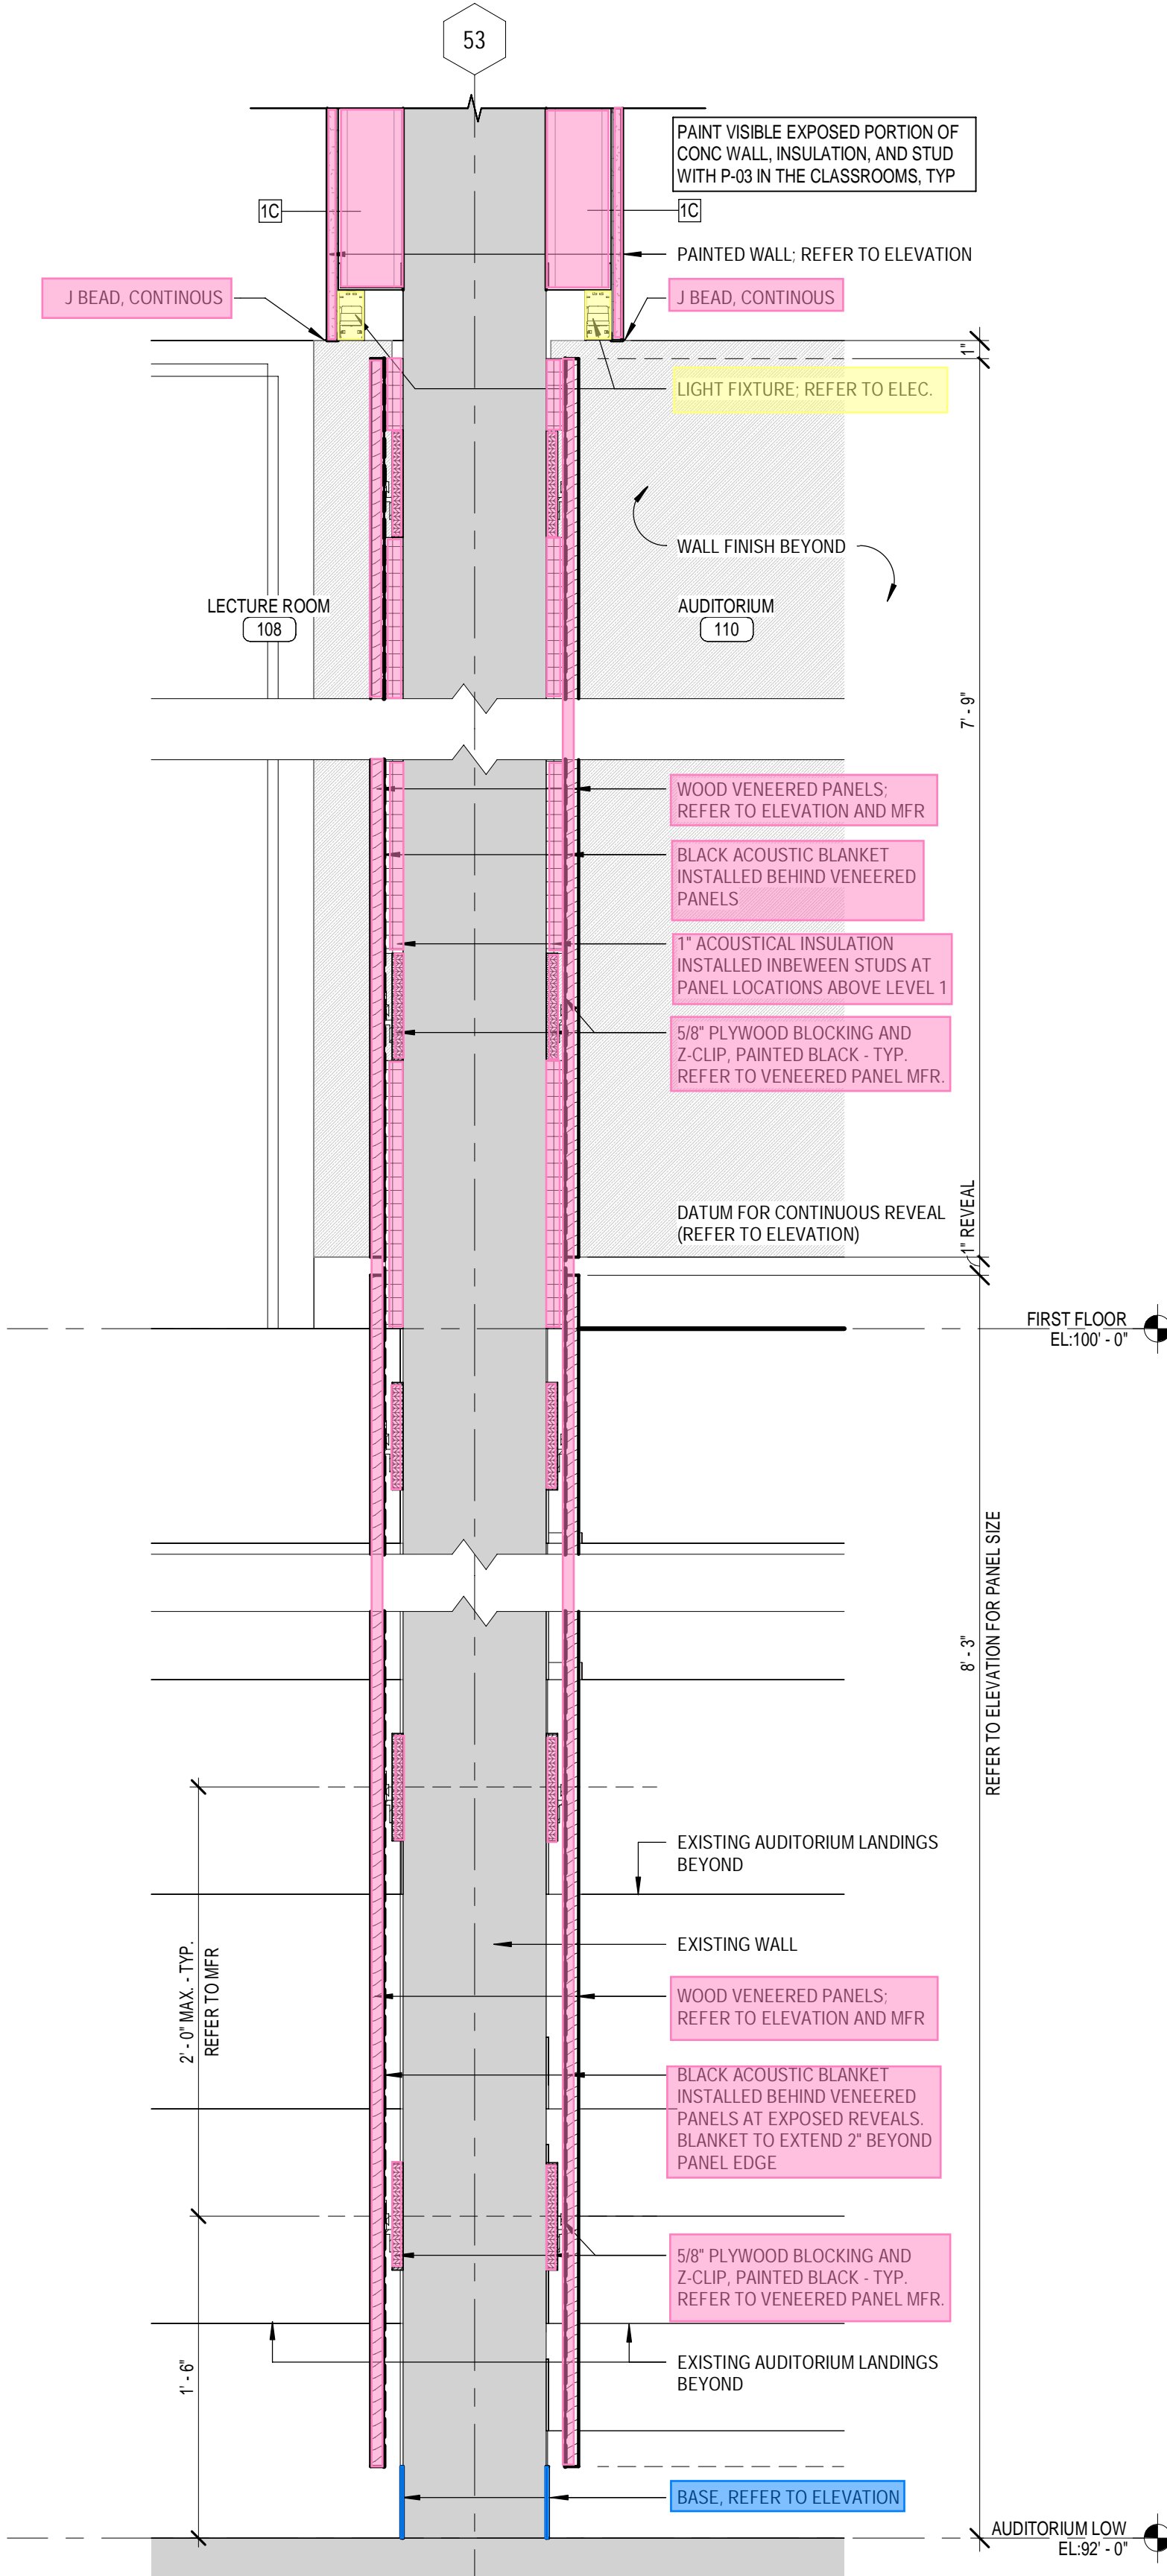 53
PAINT VISIBLE EXPOSED PORTION OF
CONC WALL, INSULATION, AND STUD
WITH P-03 IN THE CLASSROOMS, TYP
1C
1C
PAINTED WALL; REFER TO ELEVATION
J BEAD, CONTINOUS
J BEAD, CONTINOUS
1"
LIGHT FIXTURE; REFER TO ELEC.
WALL FINISH BEYOND
LECTURE ROOM
108
AUDITORIUM
110
7' - 9"
WOOD VENEERED PANELS;
REFER TO ELEVATION AND MFR
BLACK ACOUSTIC BLANKET
INSTALLED BEHIND VENEERED
PANELS
1" ACOUSTICAL INSULATION
INSTALLED INBEWEEN STUDS AT
PANEL LOCATIONS ABOVE LEVEL 1
5/8" PLYWOOD BLOCKING AND
Z-CLIP, PAINTED BLACK - TYP.
REFER TO VENEERED PANEL MFR.
DATUM FOR CONTINUOUS REVEAL
(REFER TO ELEVATION)
1" REVEAL
FIRST FLOOR
EL:100' - 0"
8' - 3"
REFER TO ELEVATION FOR PANEL SIZE
EXISTING AUDITORIUM LANDINGS
BEYOND
EXISTING WALL
2' - 0" MAX. - TYP.
REFER TO MFR
WOOD VENEERED PANELS;
REFER TO ELEVATION AND MFR
BLACK ACOUSTIC BLANKET
INSTALLED BEHIND VENEERED
PANELS AT EXPOSED REVEALS.
BLANKET TO EXTEND 2" BEYOND
PANEL EDGE
5/8" PLYWOOD BLOCKING AND
Z-CLIP, PAINTED BLACK - TYP.
REFER TO VENEERED PANEL MFR.
1' - 6"
EXISTING AUDITORIUM LANDINGS
BEYOND
BASE, REFER TO ELEVATION
AUDITORIUM LOW
EL:92' - 0"